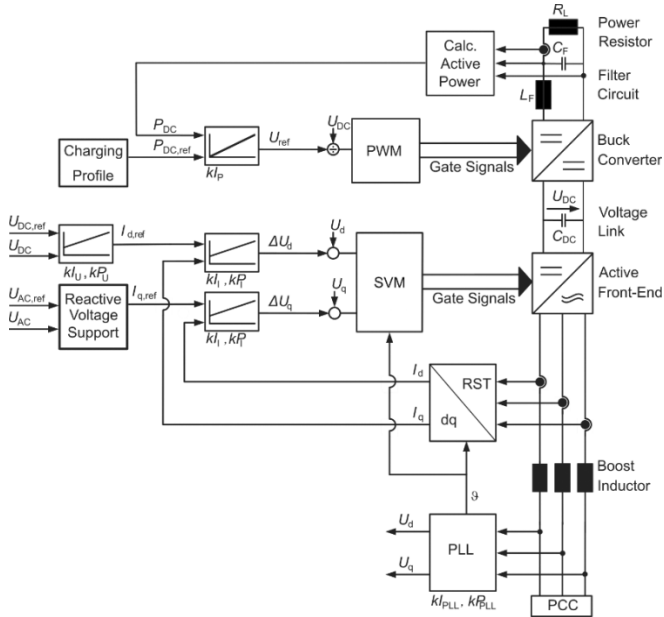 R_L
Power
Resistor
Calc.
Active
Power
C_F
Filter
Circuit
L_F
P_DC
U_DC
U_ref
Charging
Profile
P_DC,ref
kI_P
÷
PWM
Gate Signals
Buck
Converter
U_DC
C_DC
Voltage
Link
U_DC,ref
U_DC
I_d,ref
kI_U, kP_U
ΔU_d
U_d
kI_I, kP_I
SVM
Gate Signals
Active
Front-End
U_AC,ref
U_AC
Reactive
Voltage
Support
I_q,ref
ΔU_q
U_q
kI_I, kP_I
I_d
RST
I_q
dq
Boost
Inductor
ϑ
U_d
PLL
U_q
kI_PLL, kP_PLL
PCC